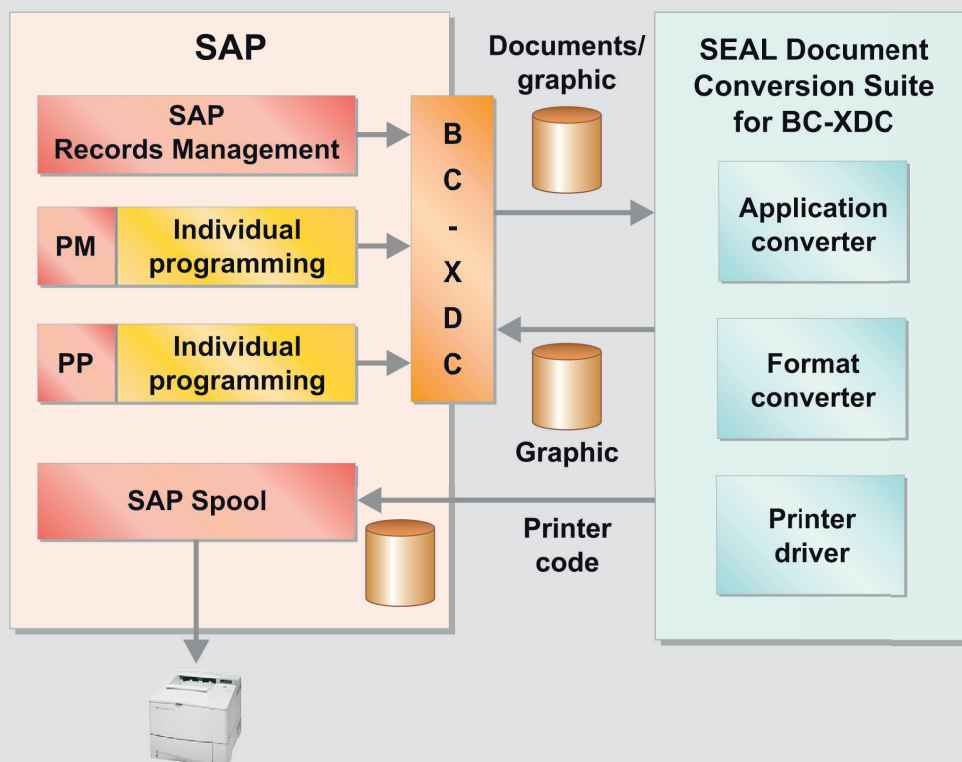 SAP
SAP
Records Management
PM
Individual
programming
PP
Individual
programming
SAP Spool
B
C
-
X
D
C
Documents/
graphic
Graphic
Printer
code
SEAL Document
Conversion Suite
for BC-XDC
Application
converter
Format
converter
Printer
driver